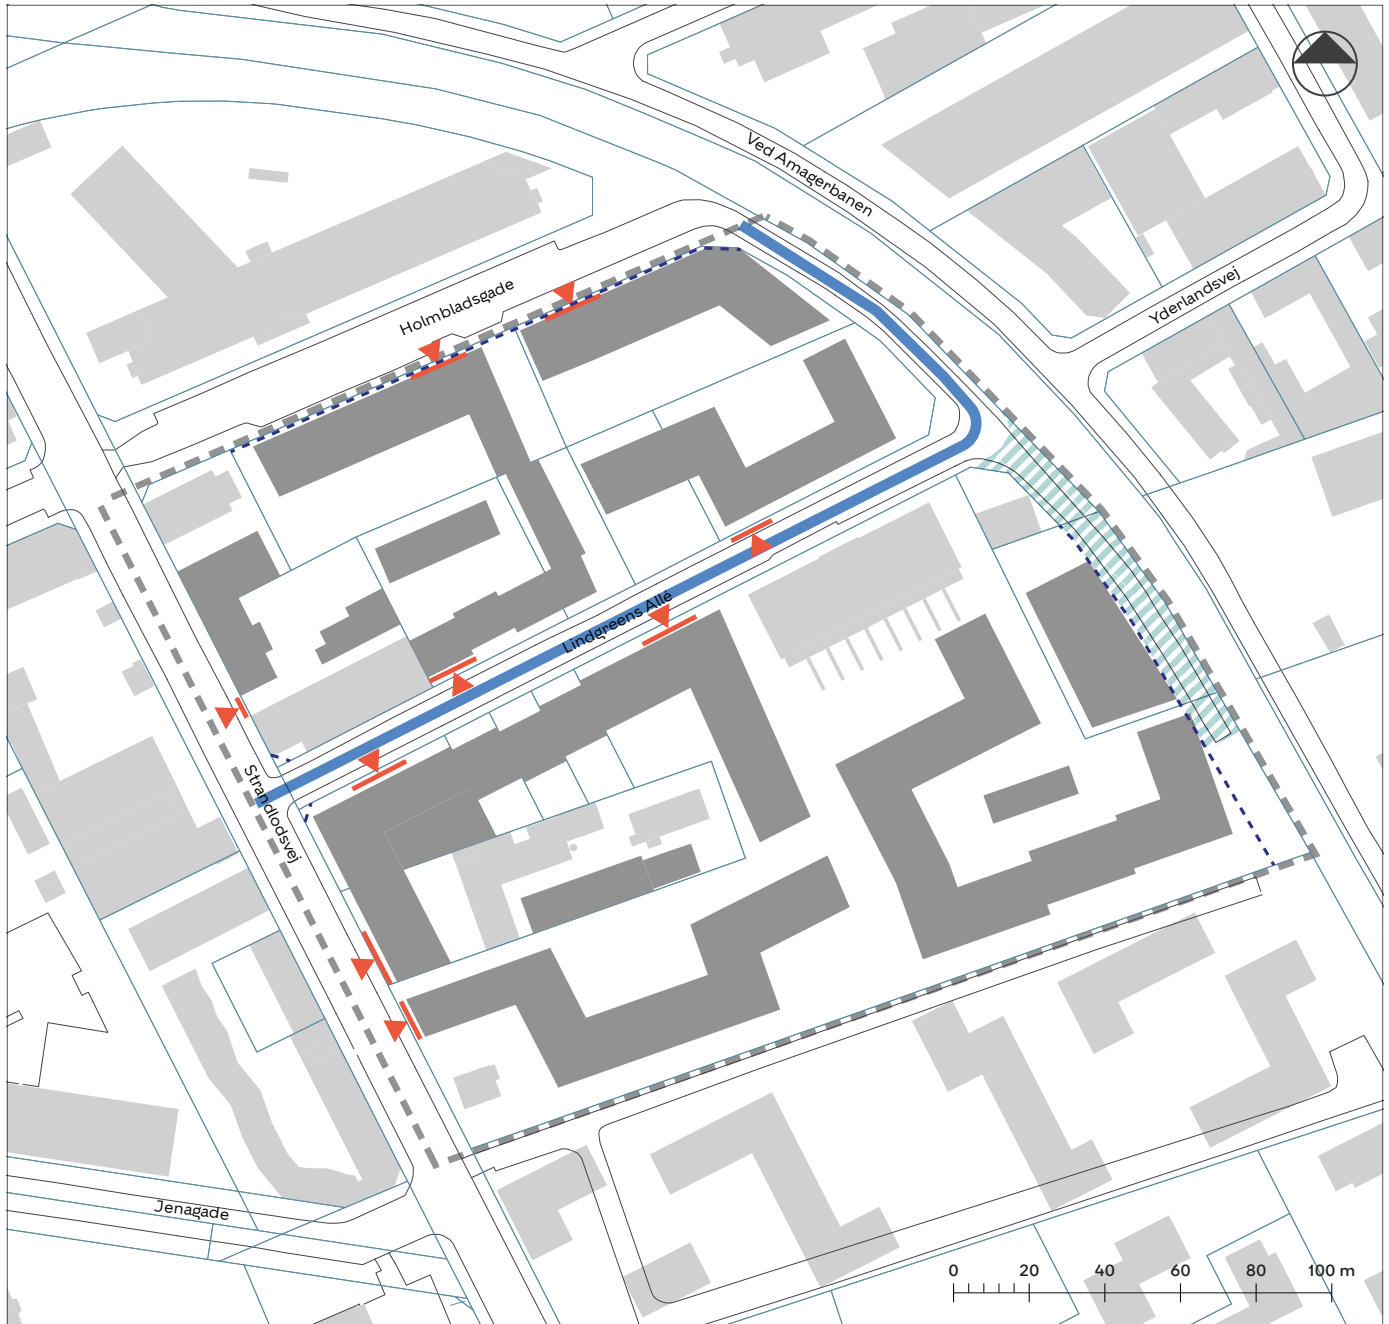 Ved Amagerbanen
Yderlandsvej
Holmbladsgade
Lindgreens Allé
Strandlodsvej
Jenagade
0 20 40 60 80 100 m